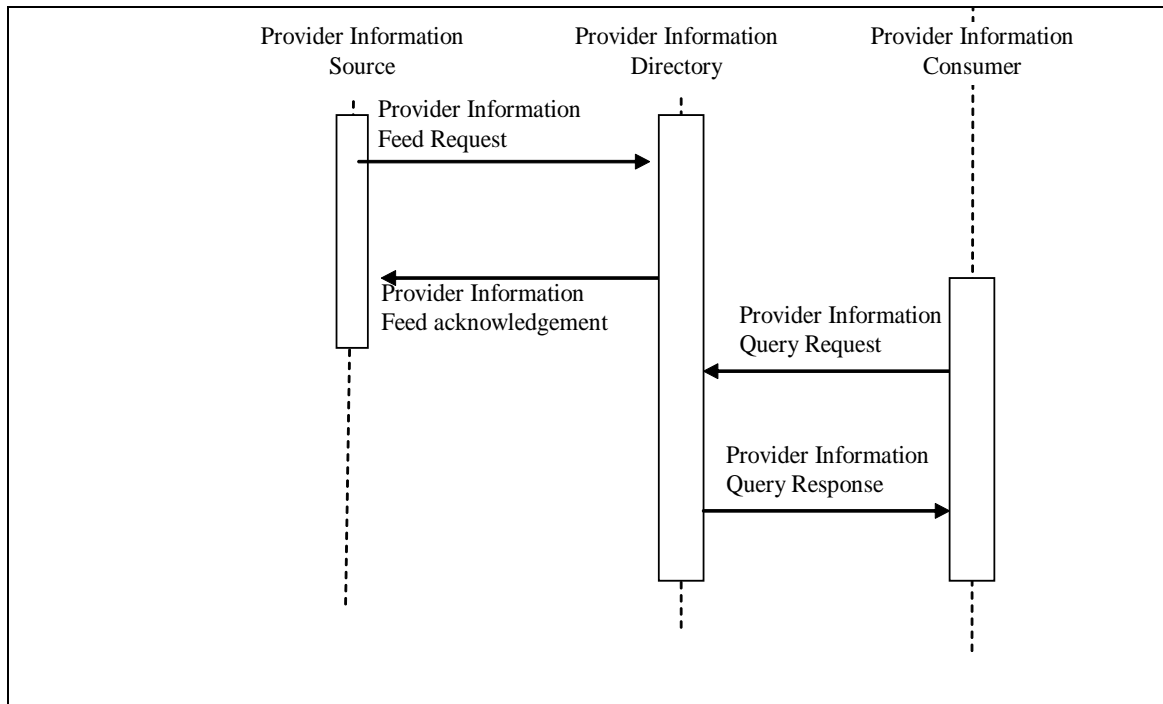 Provider Information
Source
Provider Information
Directory
Provider Information
Consumer
Provider Information
Feed Request
Provider Information
Feed acknowledgement
Provider Information
Query Request
Provider Information
Query Response